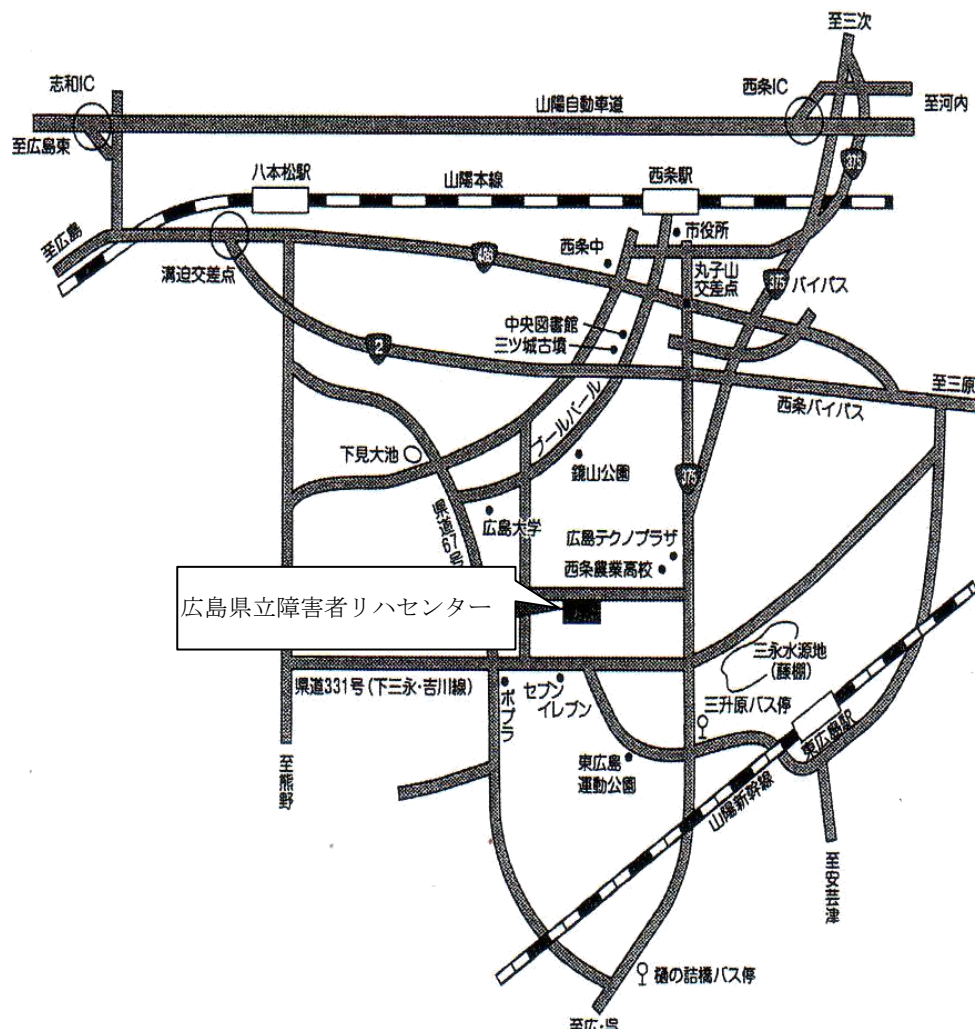 至三次
志和IC
西条IC
山陽自動車道
至河内
至広島東
375
八本松駅
山陽本線
西条駅
市役所
至広島
西条中
486
溝迫交差点
丸子山
交差点
375
バイパス
中央図書館
三ツ城古墳
2
至三原
西条バイパス
ブールバール
下見大池
鏡山公園
375
県道67号
広島大学
広島テクノプラザ
西条農業高校
広島県立障害者リハセンター
三永水源地
(藤棚)
県道331号(下三永・吉川線)
ポプラ
セブン
イレブン
三升原バス停
東広島駅
東広島
運動公園
至熊野
山陽新幹線
至安芸津
樋の詰橋バス停
至広・呉